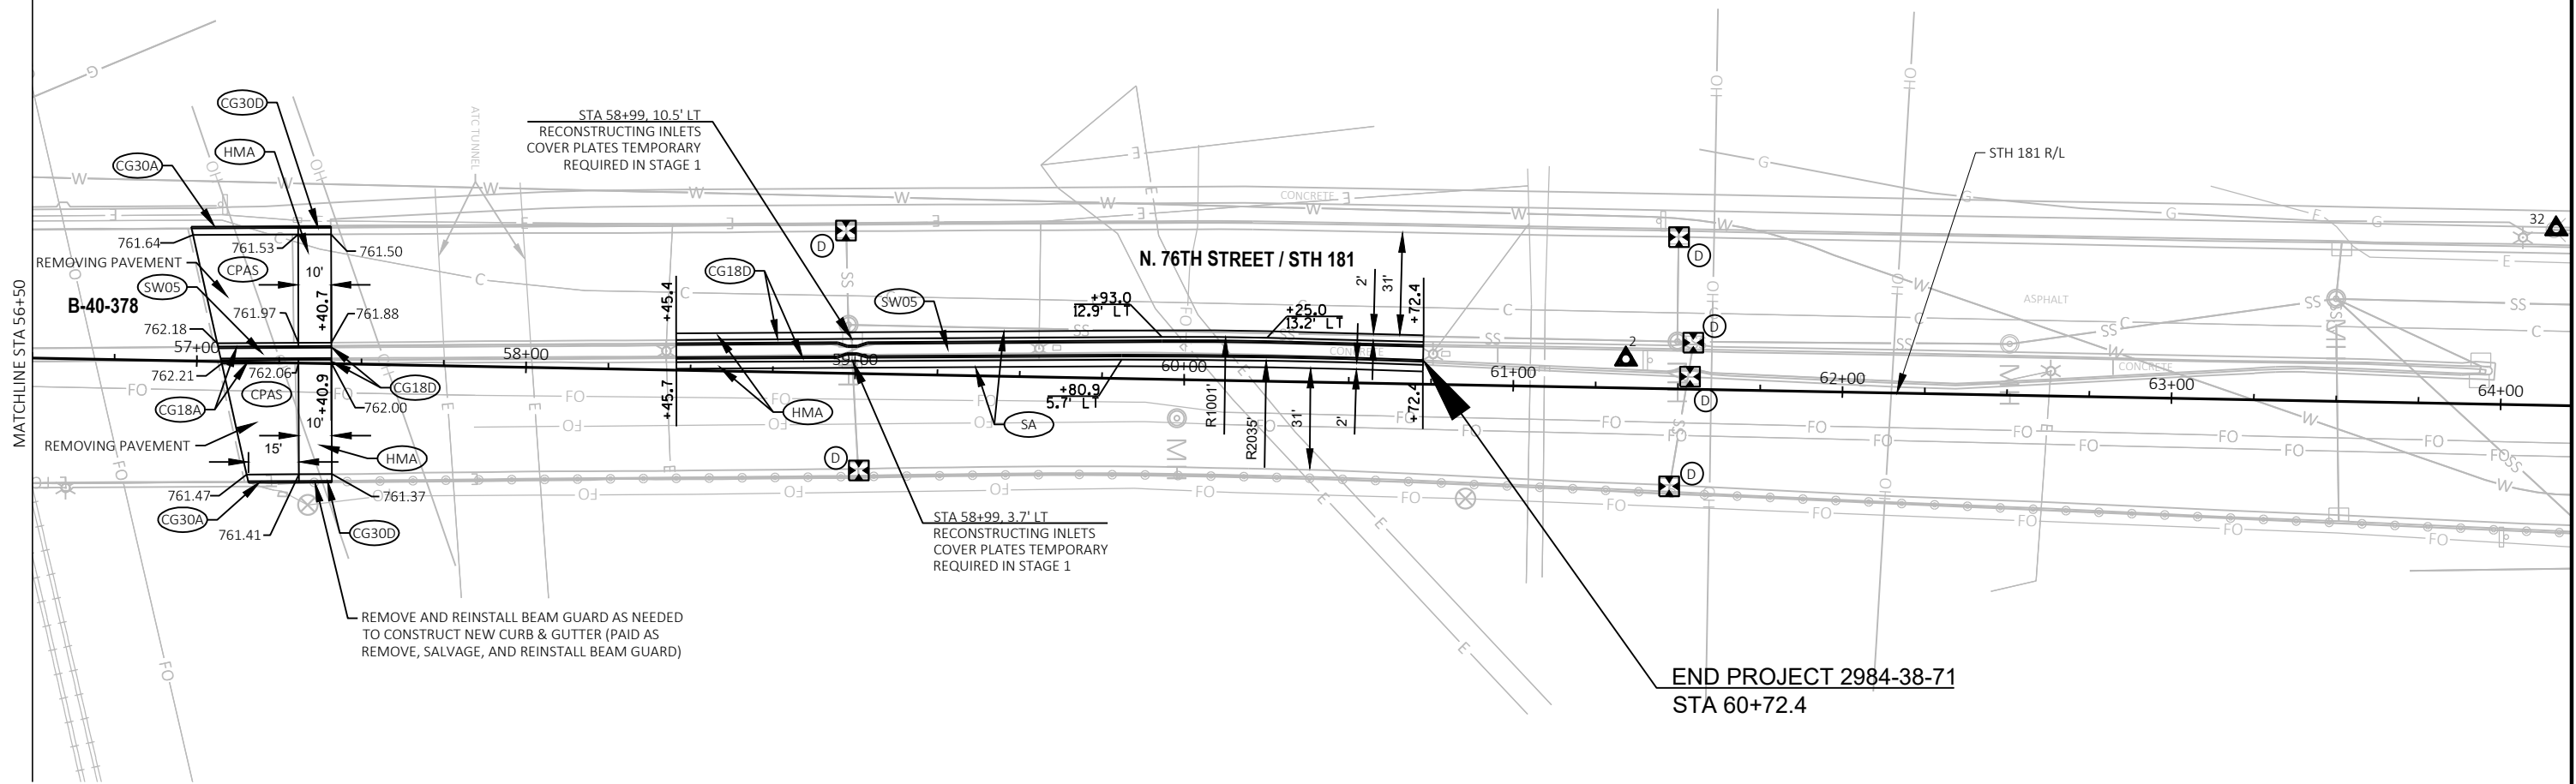 MATCHLINE STA 56+50
G
OH
OH
ATC TUNNEL
CG30D
HMA
CG30A
STA 58+99, 10.5' LT
RECONSTRUCTING INLETS
COVER PLATES TEMPORARY
REQUIRED IN STAGE 1
STH 181 R/L
CONCRETE
32
761.64
761.53
761.50
REMOVING PAVEMENT
CPAS
10'
SW05
B-40-378
761.97
+40.7
761.88
762.18
57+00
762.21
762.06
CG18A
CPAS
+40.9
762.00
CG18D
10'
REMOVING PAVEMENT
15'
HMA
761.47
761.37
CG30A
761.41
CG30D
REMOVE AND REINSTALL BEAM GUARD AS NEEDED
TO CONSTRUCT NEW CURB & GUTTER (PAID AS
REMOVE, SALVAGE, AND REINSTALL BEAM GUARD)
58+00
+45.4
+45.7
CG18D
D
SW05
59+00
HMA
D
SA
N. 76TH STREET / STH 181
+93.0
12.9' LT
+25.0
13.2' LT
2'
31'
+72.4
CONCRETE
60+00
+80.9
5.7' LT
R1001'
R2035'
31'
2'
+72.4
STA 58+99, 3.7' LT
RECONSTRUCTING INLETS
COVER PLATES TEMPORARY
REQUIRED IN STAGE 1
61+00
2
D
D
D
D
62+00
ASPHALT
CONCRETE
63+00
64+00
END PROJECT 2984-38-71
STA 60+72.4